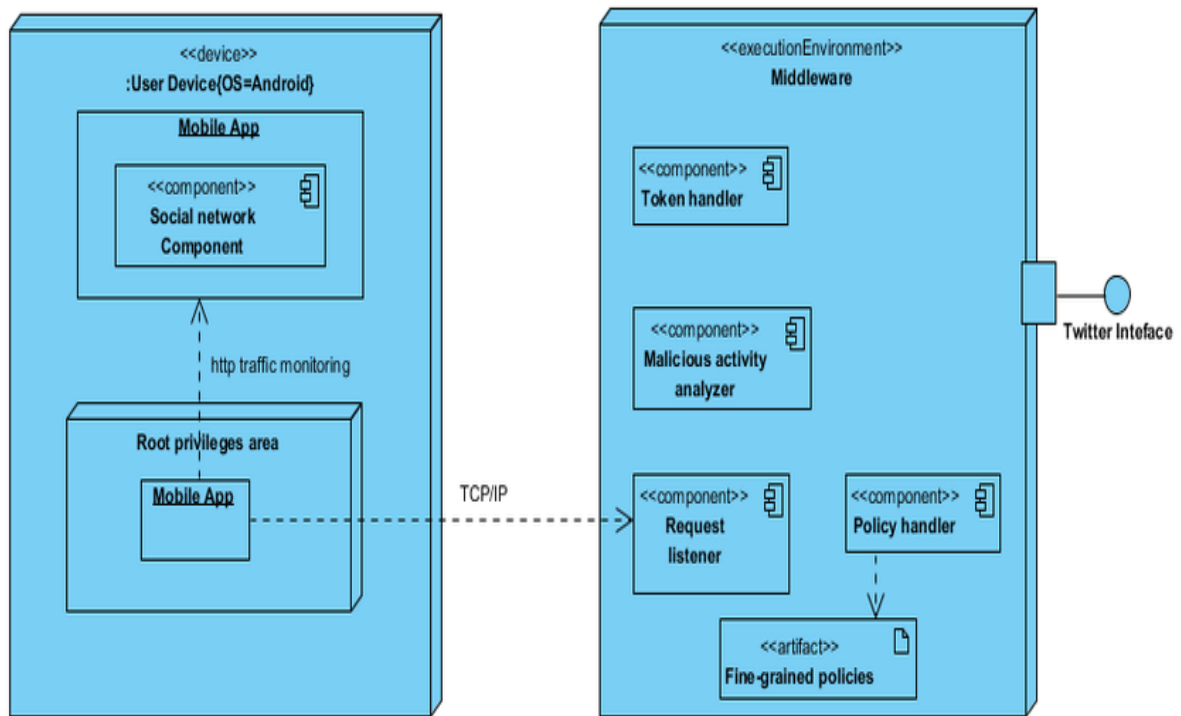 <<device>>
:User Device{OS=Android}
Mobile App
<<component>>
Social network
Component
http traffic monitoring
Root privileges area
Mobile App
TCP/IP
<<executionEnvironment>>
Middleware
<<component>>
Token handler
<<component>>
Malicious activity
analyzer
<<component>>
Request
listener
<<component>>
Policy handler
<<artifact>>
Fine-grained policies
Twitter Inteface